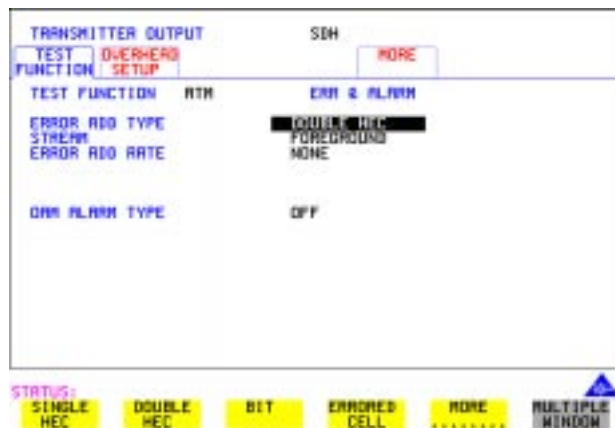 TRANSMITTER OUTPUT SDH
TEST FUNCTION OVERHEAD SETUP MORE
TEST FUNCTION ATM ERR & ALARM
ERROR ADD TYPE DOUBLE HEC
STREAM FOREGROUND
ERROR ADD RATE NONE
OAM ALARM TYPE OFF
STATUS:
SINGLE HEC DOUBLE HEC BIT ERRORED CELL MORE ........ MULTIPLE WINDOW